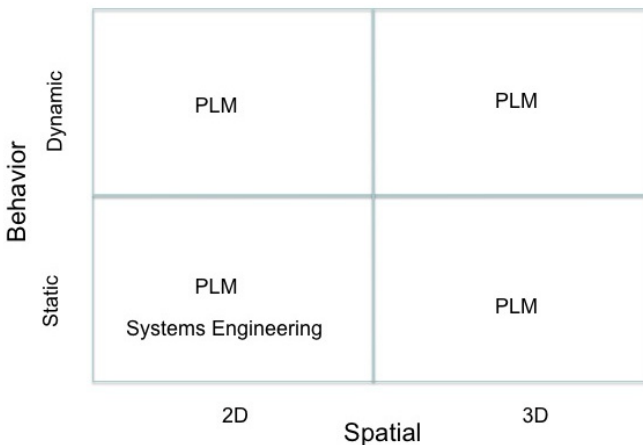 Behavior
Dynamic
PLM
PLM
Static
PLM
Systems Engineering
PLM
2D
3D
Spatial